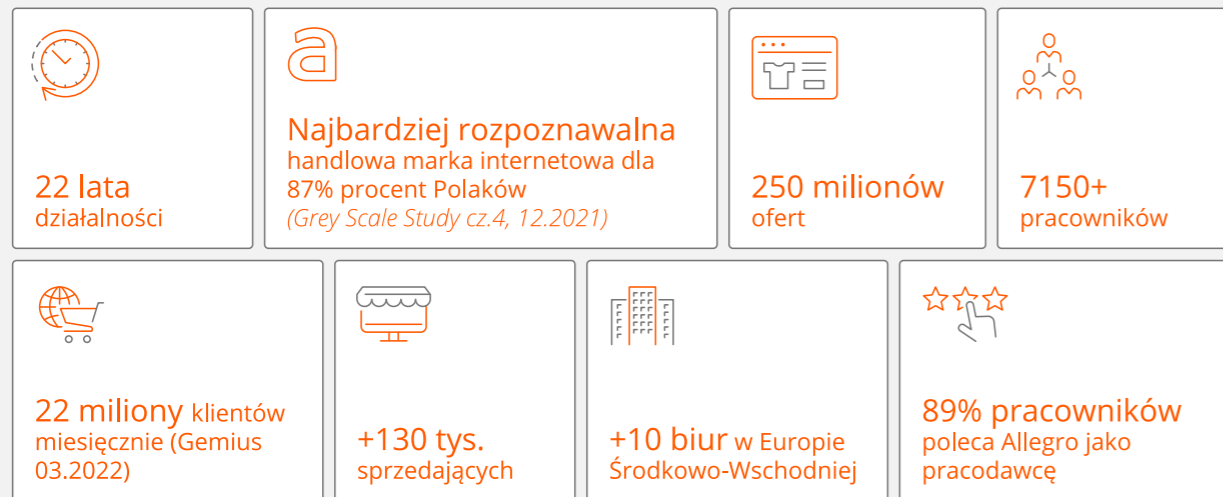 22 lata
działalności
a
Najbardziej rozpoznawalna
handlowa marka internetowa dla
87% procent Polaków
(Grey Scale Study cz.4, 12.2021)
250 milionów
ofert
7150+
pracowników
22 miliony klientów
miesięcznie (Gemius
03.2022)
+130 tys.
sprzedających
+10 biur w Europie
Środkowo-Wschodniej
89% pracowników
poleca Allegro jako
pracodawcę